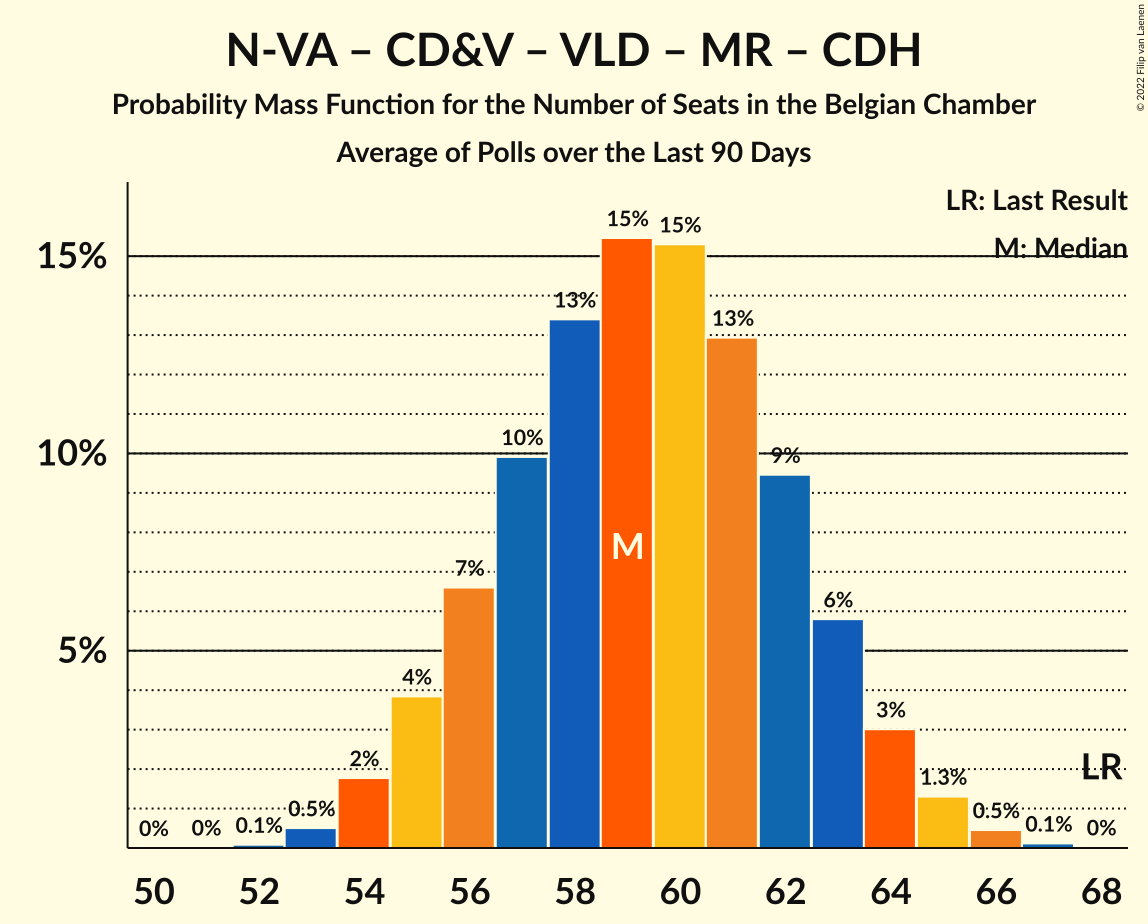 N-VA – CD&V – VLD – MR – CDH
Probability Mass Function for the Number of Seats in the Belgian Chamber
Average of Polls over the Last 90 Days
© 2022 Filip van Laenen
LR: Last Result
M: Median
15%
10%
5%
0%
0%
0.1%
0.5%
2%
4%
7%
10%
13%
15%
15%
13%
9%
6%
3%
1.3%
0.5%
0.1%
0%
M
LR
50 52 54 56 58 60 62 64 66 68